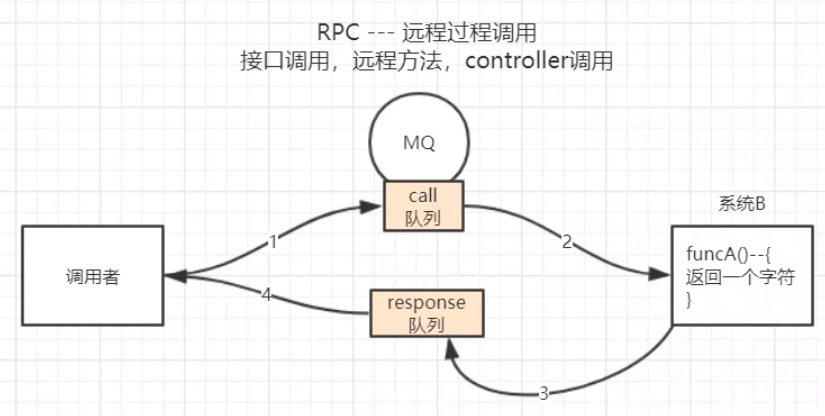 RPC --- 远程过程调用
接口调用，远程方法，controller调用
MQ
call
队列
系统B
1
2
调用者
funcA()--{
返回一个字符
}
4
response
队列
3